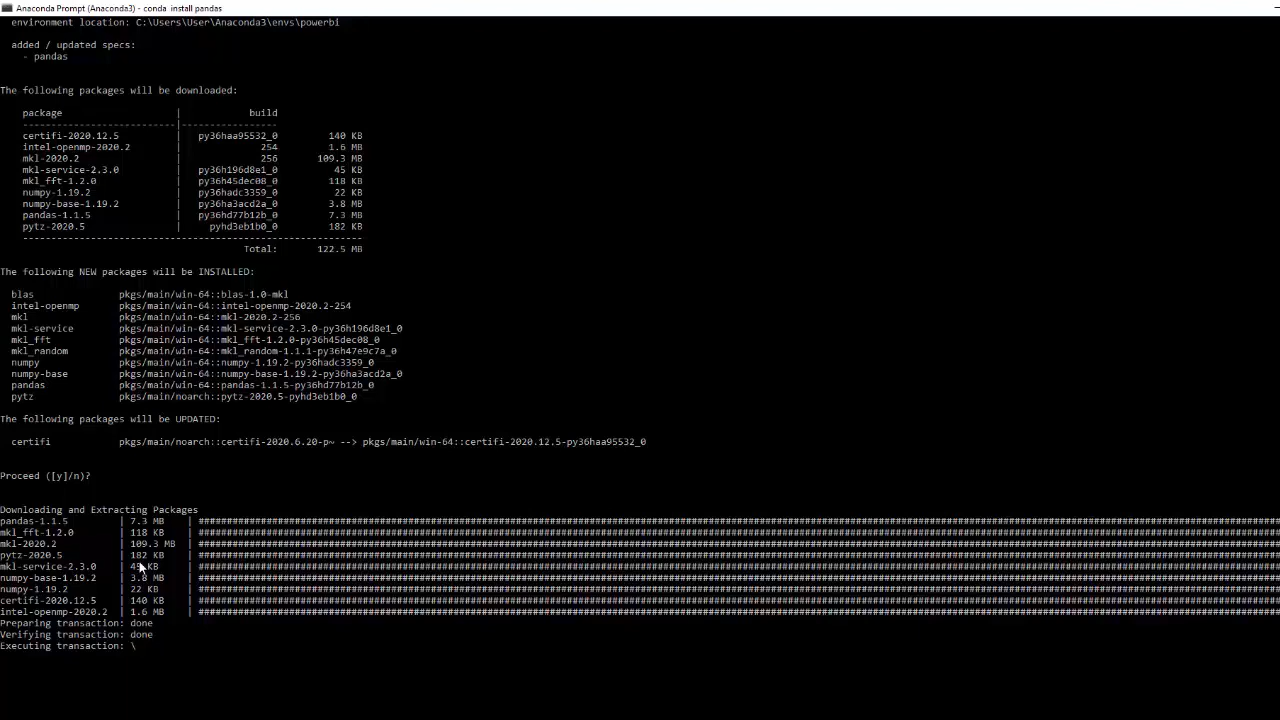 Anaconda Prompt (Anaconda3) - conda install pandas
environment location: C:\Users\User\Anaconda3\envs\powerbi
added / updated specs:
- pandas
The following packages will be downloaded:
package | build
---------------------------|-----------------
certifi-2020.12.5 | py36haa95532_0 140 KB
intel-openmp-2020.2 | 254 1.6 MB
mkl-2020.2 | 256 109.3 MB
mkl-service-2.3.0 | py36h196d8e1_0 45 KB
mkl_fft-1.2.0 | py36h45dec08_0 118 KB
numpy-1.19.2 | py36hadc3359_0 22 KB
numpy-base-1.19.2 | py36ha3acd2a_0 3.8 MB
pandas-1.1.5 | py36hd77b12b_0 7.3 MB
pytz-2020.5 | pyhd3eb1b0_0 182 KB
------------------------------------------------------------
Total: 122.5 MB
The following NEW packages will be INSTALLED:
blas pkgs/main/win-64::blas-1.0-mkl
intel-openmp pkgs/main/win-64::intel-openmp-2020.2-254
mkl pkgs/main/win-64::mkl-2020.2-256
mkl-service pkgs/main/win-64::mkl-service-2.3.0-py36h196d8e1_0
mkl_fft pkgs/main/win-64::mkl_fft-1.2.0-py36h45dec08_0
mkl_random pkgs/main/win-64::mkl_random-1.1.1-py36h47e9c7a_0
numpy pkgs/main/win-64::numpy-1.19.2-py36hadc3359_0
numpy-base pkgs/main/win-64::numpy-base-1.19.2-py36ha3acd2a_0
pandas pkgs/main/win-64::pandas-1.1.5-py36hd77b12b_0
pytz pkgs/main/noarch::pytz-2020.5-pyhd3eb1b0_0
The following packages will be UPDATED:
certifi pkgs/main/noarch::certifi-2020.6.20-p~ --> pkgs/main/win-64::certifi-2020.12.5-py36haa95532_0
Proceed ([y]/n)?
Downloading and Extracting Packages
pandas-1.1.5 | 7.3 MB | ####################
mkl_fft-1.2.0 | 118 KB | ####################
mkl-2020.2 | 109.3 MB | ####################
pytz-2020.5 | 182 KB | ####################
mkl-service-2.3.0 | 45 KB | ####################
numpy-base-1.19.2 | 3.8 MB | ####################
numpy-1.19.2 | 22 KB | ####################
certifi-2020.12.5 | 140 KB | ####################
intel-openmp-2020.2 | 1.6 MB | ####################
Preparing transaction: done
Verifying transaction: done
Executing transaction: \